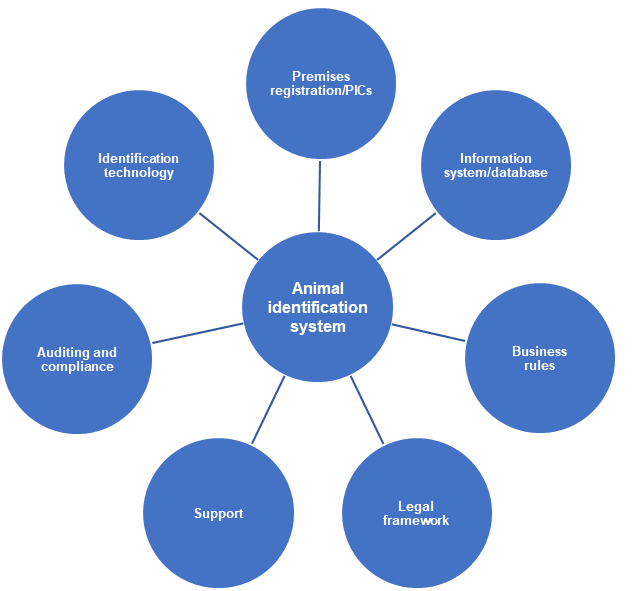 Premises
registration/PICs
Identification
technology
Information
system/database
Animal
identification
system
Auditing and
compliance
Business
rules
Support
Legal
framework